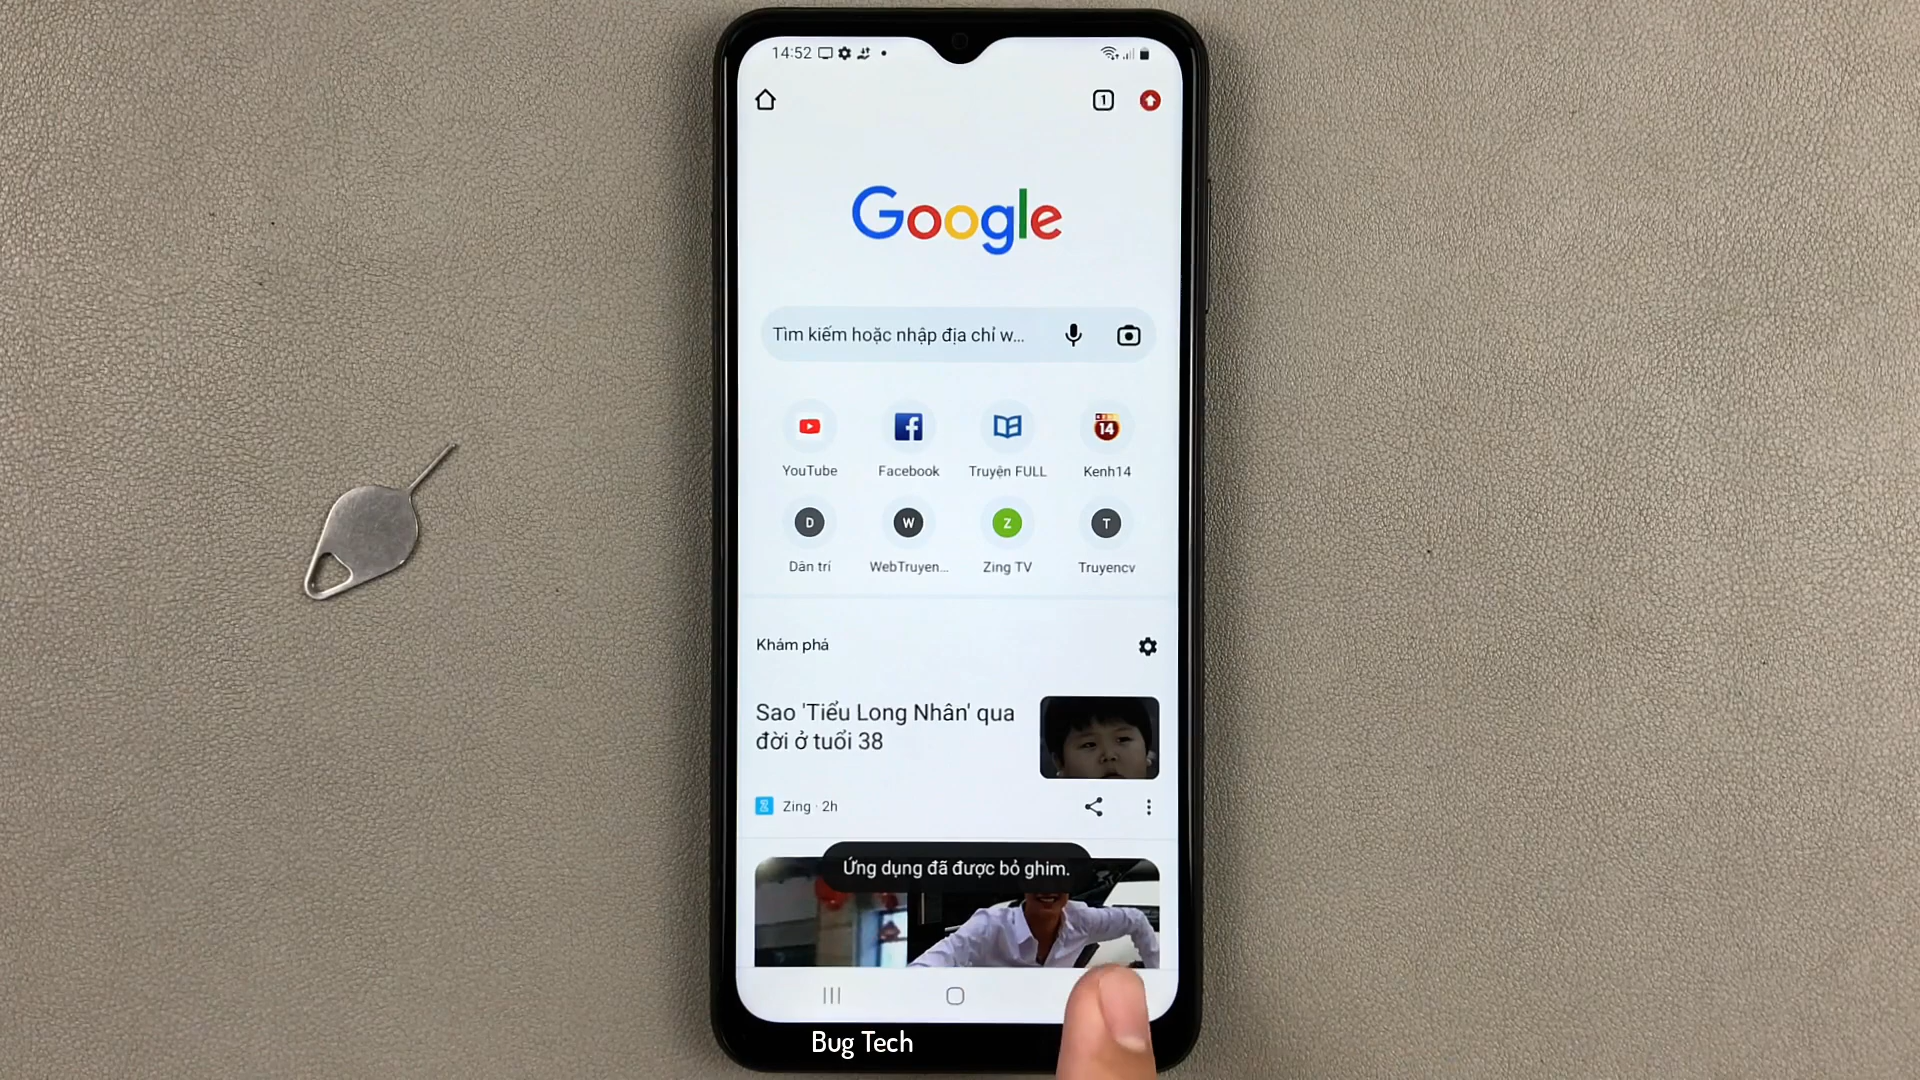 14:52
1
Google
Tìm kiếm hoặc nhập địa chỉ w...
14
YouTube
Facebook
Truyện FULL
Kenh14
D
W
Z
T
Dân trí
WebTruyen...
Zing TV
Truyencv
Khám phá
Sao 'Tiểu Long Nhân' qua
đời ở tuổi 38
Z
Zing · 2h
Ứng dụng đã được bỏ ghim.
Bug Tech